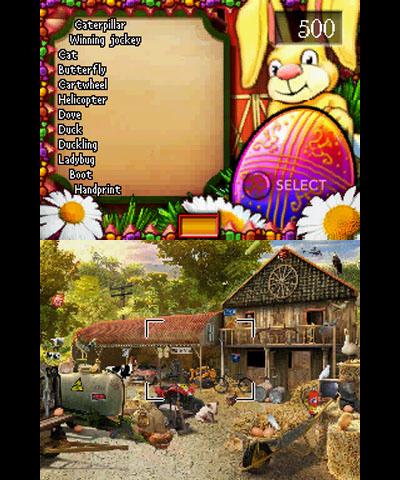 500
Caterpillar
Winning jockey
Cat
Butterfly
Cartwheel
Helicopter
Dove
Duck
Duckling
Ladybug
Boot
Handprint
SELECT